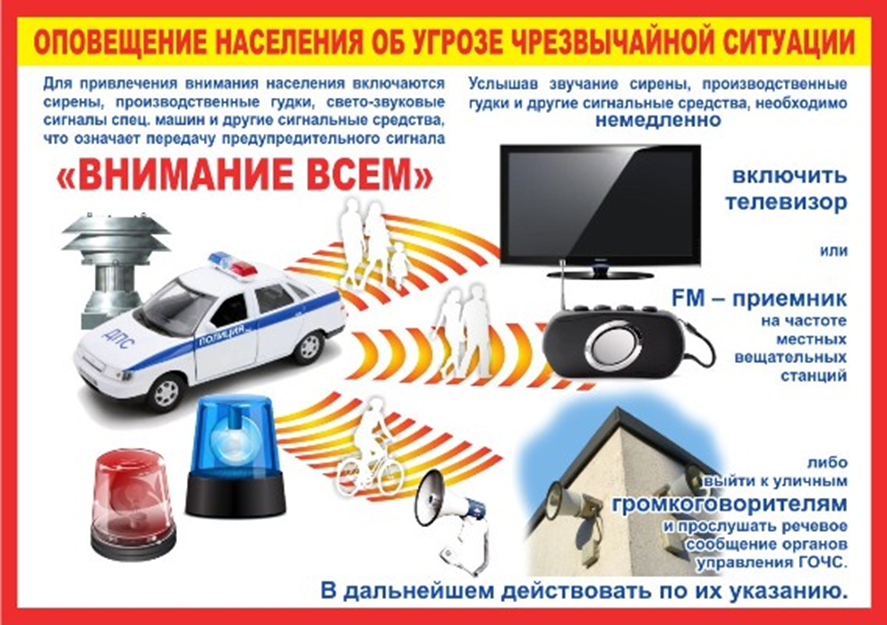 ОПОВЕЩЕНИЕ НАСЕЛЕНИЯ ОБ УГРОЗЕ ЧРЕЗВЫЧАЙНОЙ СИТУАЦИИ
Для привлечения внимания населения включаются
сирены, производственные гудки, свето-звуковые
сигналы спец. машин и другие сигнальные средства,
что означает передачу предупредительного сигнала
«ВНИМАНИЕ ВСЕМ»
Услышав звучание сирены, производственные
гудки и другие сигнальные средства, необходимо
немедленно
включить
телевизор
или
FM – приемник
на частоте
местных
вещательных
станций
ДПС
ПОЛИЦИЯ
либо
выйти к уличным
громкоговорителям
и прослушать речевое
сообщение органов
управления ГОЧС.
В дальнейшем действовать по их указанию.